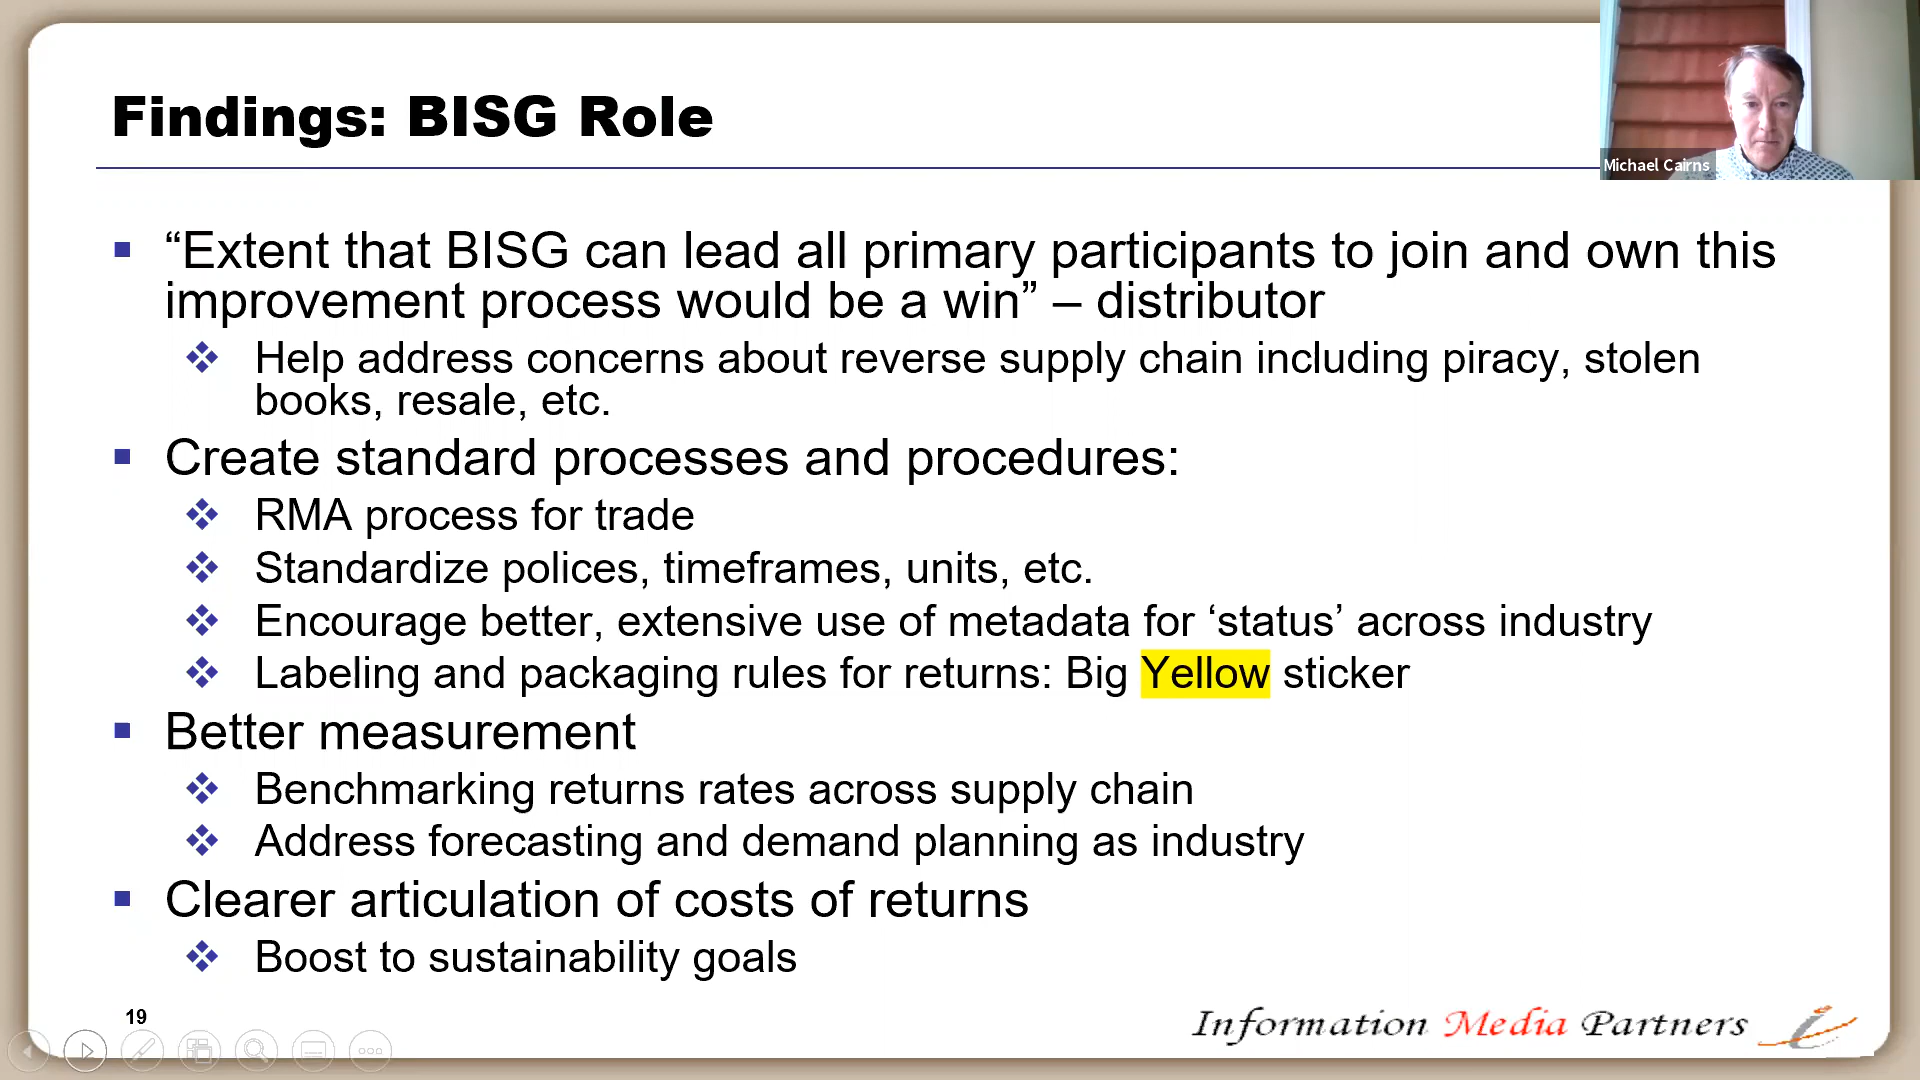 Findings: BISG Role
Michael Cairns
“Extent that BISG can lead all primary participants to join and own this
improvement process would be a win” – distributor
Help address concerns about reverse supply chain including piracy, stolen
books, resale, etc.
Create standard processes and procedures:
RMA process for trade
Standardize polices, timeframes, units, etc.
Encourage better, extensive use of metadata for ‘status’ across industry
Labeling and packaging rules for returns: Big Yellow sticker
Better measurement
Benchmarking returns rates across supply chain
Address forecasting and demand planning as industry
Clearer articulation of costs of returns
Boost to sustainability goals
19
Information Media Partners